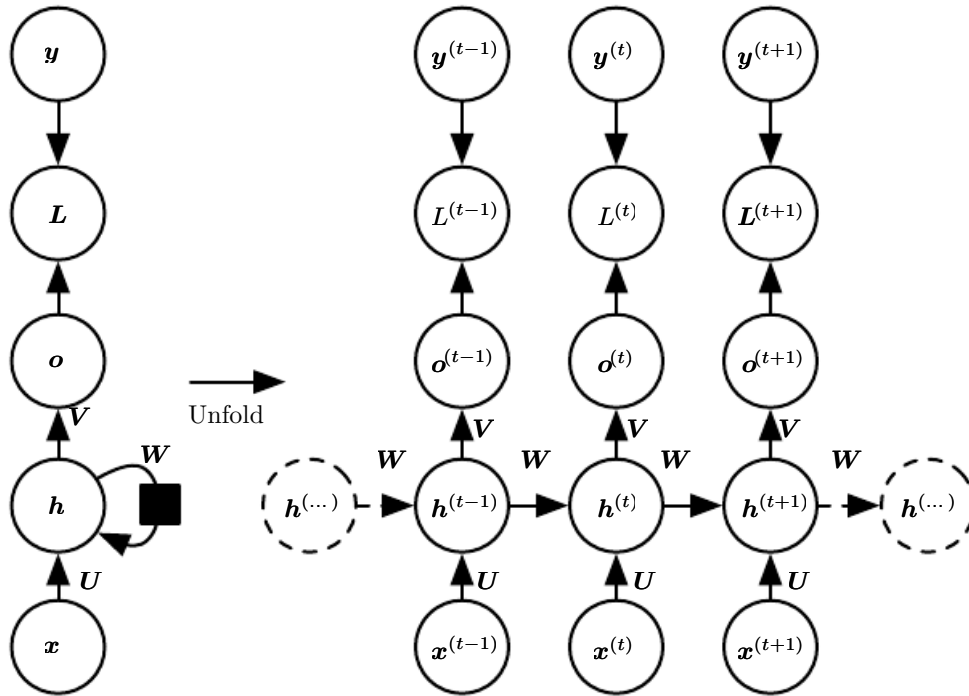 y y^(t−1) y^(t) y^(t+1)
L L^(t−1) L^(t) L^(t+1)
o o^(t−1) o^(t) o^(t+1)
Unfold
V V V V
W W W W W
h h^(...) h^(t−1) h^(t) h^(t+1) h^(...)
U U U U
x x^(t−1) x^(t) x^(t+1)